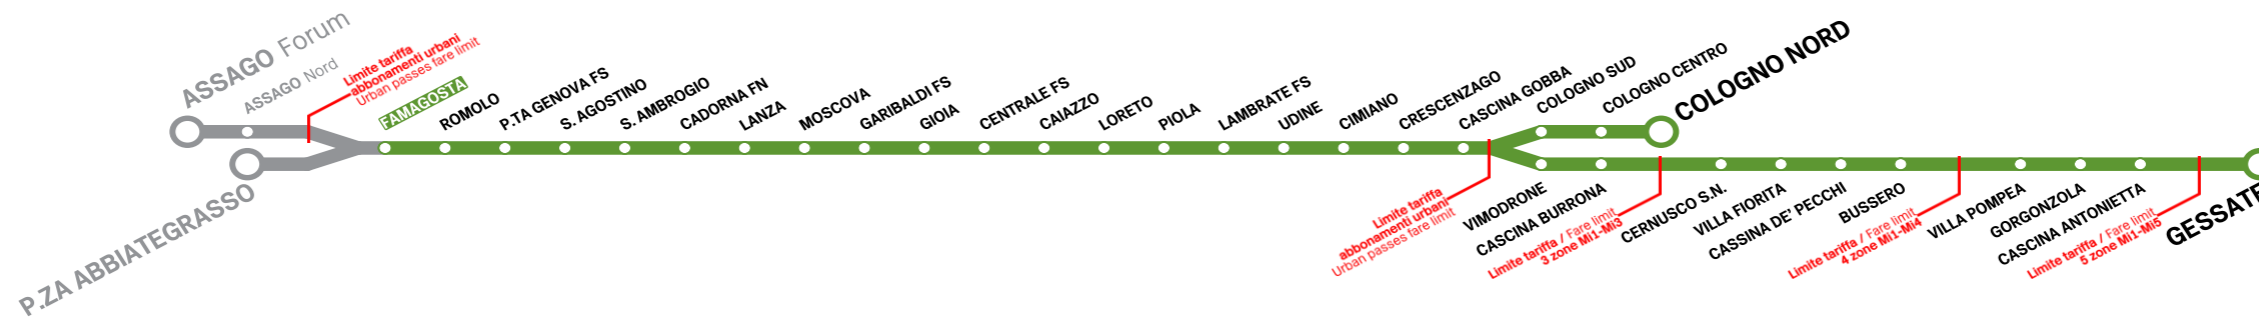 ASSAGO Forum
ASSAGO Nord
Limite tariffa
abbonamenti urbani
Urban passes fare limit
P.ZA ABBIATEGRASSO
FAMAGOSTA
ROMOLO
P.TA GENOVA FS
S. AGOSTINO
S. AMBROGIO
CADORNA FN
LANZA
MOSCOVA
GARIBALDI FS
GIOIA
CENTRALE FS
CAIAZZO
LORETO
PIOLA
LAMBRATE FS
UDINE
CIMIANO
CRESCENZAGO
CASCINA GOBBA
COLOGNO SUD
COLOGNO CENTRO
COLOGNO NORD
Limite tariffa
abbonamenti urbani
Urban passes fare limit
VIMODRONE
CASCINA BURRONA
Limite tariffa / Fare limit
3 zone Mi1-Mi3
CERNUSCO S.N.
VILLA FIORITA
CASSINA DE' PECCHI
BUSSERO
Limite tariffa / Fare limit
4 zone Mi1-Mi4
VILLA POMPEA
GORGONZOLA
CASCINA ANTONIETTA
Limite tariffa / Fare limit
5 zone Mi1-Mi5
GESSATE